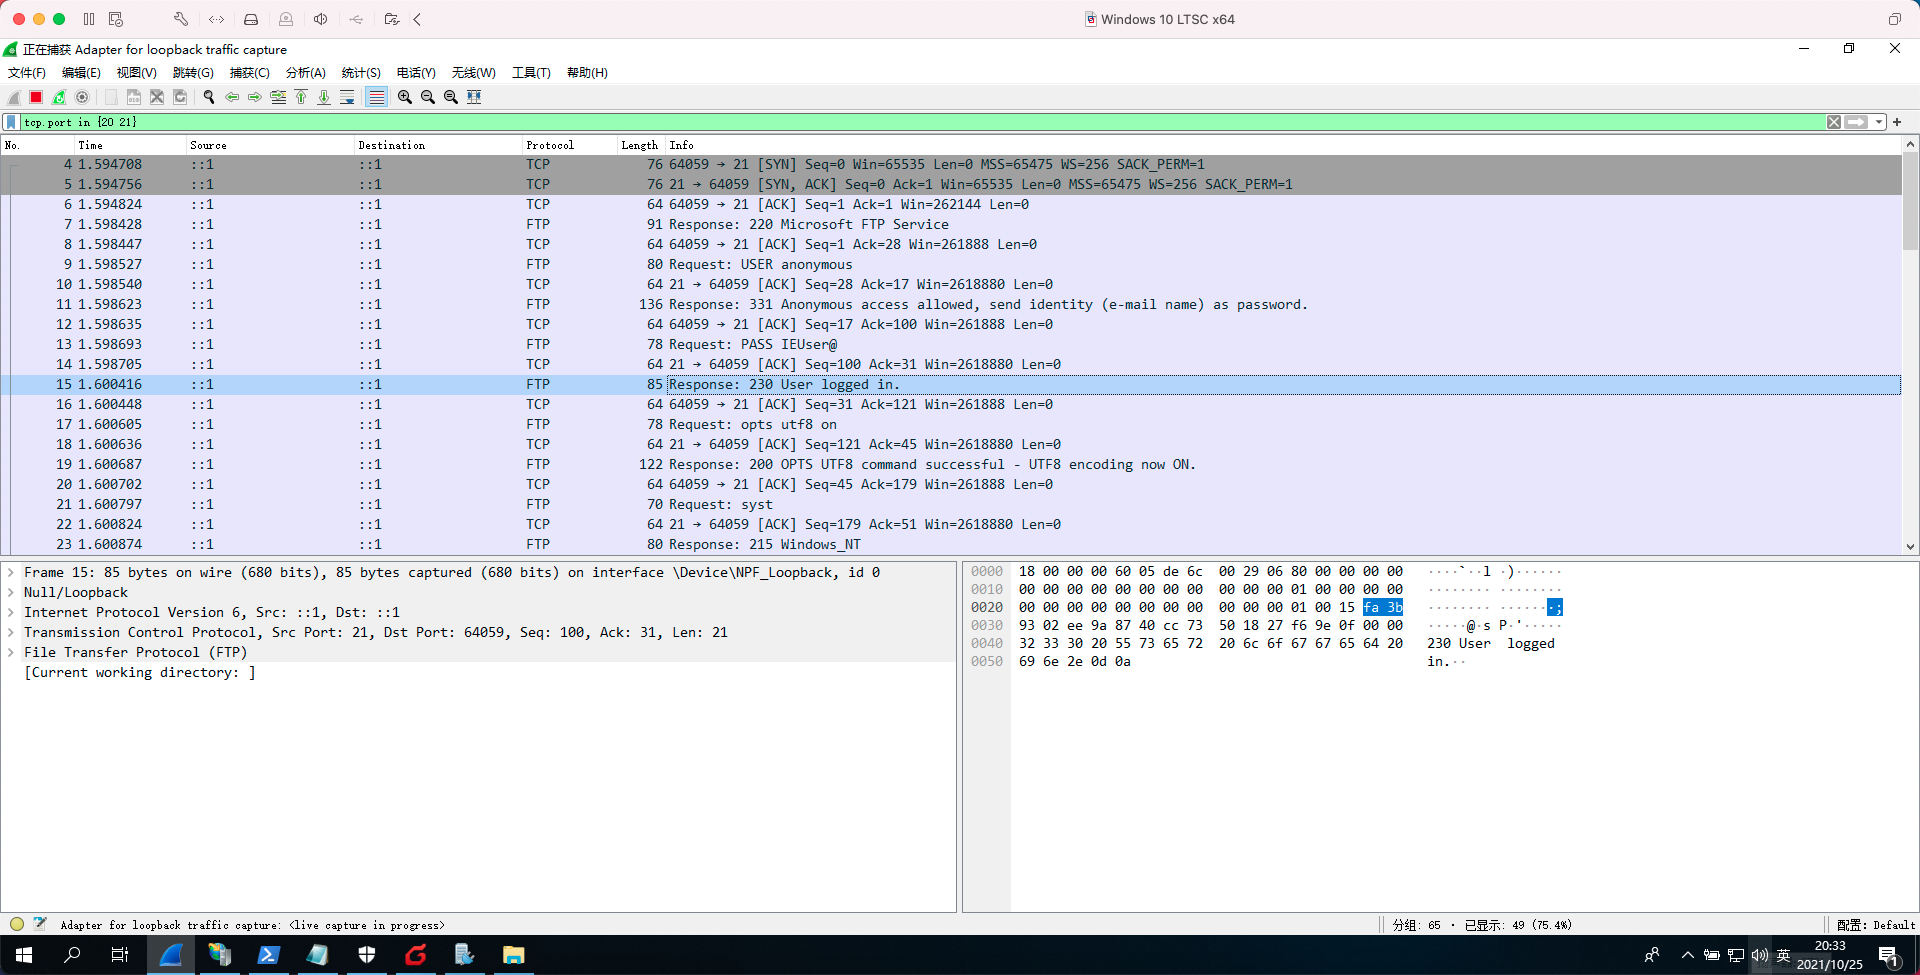 Windows 10 LTSC x64
正在捕获 Adapter for loopback traffic capture
文件(F) 编辑(E) 视图(V) 跳转(G) 捕获(C) 分析(A) 统计(S) 电话(Y) 无线(W) 工具(T) 帮助(H)
tcp.port in {20 21}
No. Time Source Destination Protocol Length Info
4 1.594708 ::1 ::1 TCP 76 64059 → 21 [SYN] Seq=0 Win=65535 Len=0 MSS=65475 WS=256 SACK_PERM=1
5 1.594756 ::1 ::1 TCP 76 21 → 64059 [SYN, ACK] Seq=0 Ack=1 Win=65535 Len=0 MSS=65475 WS=256 SACK_PERM=1
6 1.594824 ::1 ::1 TCP 64 64059 → 21 [ACK] Seq=1 Ack=1 Win=262144 Len=0
7 1.598428 ::1 ::1 FTP 91 Response: 220 Microsoft FTP Service
8 1.598447 ::1 ::1 TCP 64 64059 → 21 [ACK] Seq=1 Ack=28 Win=261888 Len=0
9 1.598527 ::1 ::1 FTP 80 Request: USER anonymous
10 1.598540 ::1 ::1 TCP 64 21 → 64059 [ACK] Seq=28 Ack=17 Win=2618880 Len=0
11 1.598623 ::1 ::1 FTP 136 Response: 331 Anonymous access allowed, send identity (e-mail name) as password.
12 1.598635 ::1 ::1 TCP 64 64059 → 21 [ACK] Seq=17 Ack=100 Win=261888 Len=0
13 1.598693 ::1 ::1 FTP 78 Request: PASS IEUser@
14 1.598705 ::1 ::1 TCP 64 21 → 64059 [ACK] Seq=100 Ack=31 Win=2618880 Len=0
15 1.600416 ::1 ::1 FTP 85 Response: 230 User logged in.
16 1.600448 ::1 ::1 TCP 64 64059 → 21 [ACK] Seq=31 Ack=121 Win=261888 Len=0
17 1.600605 ::1 ::1 FTP 78 Request: opts utf8 on
18 1.600636 ::1 ::1 TCP 64 21 → 64059 [ACK] Seq=121 Ack=45 Win=2618880 Len=0
19 1.600687 ::1 ::1 FTP 122 Response: 200 OPTS UTF8 command successful - UTF8 encoding now ON.
20 1.600702 ::1 ::1 TCP 64 64059 → 21 [ACK] Seq=45 Ack=179 Win=261888 Len=0
21 1.600797 ::1 ::1 FTP 70 Request: syst
22 1.600824 ::1 ::1 TCP 64 21 → 64059 [ACK] Seq=179 Ack=51 Win=2618880 Len=0
23 1.600874 ::1 ::1 FTP 80 Response: 215 Windows_NT
Frame 15: 85 bytes on wire (680 bits), 85 bytes captured (680 bits) on interface \Device\NPF_Loopback, id 0
Null/Loopback
Internet Protocol Version 6, Src: ::1, Dst: ::1
Transmission Control Protocol, Src Port: 21, Dst Port: 64059, Seq: 100, Ack: 31, Len: 21
File Transfer Protocol (FTP)
[Current working directory: ]
0000 18 00 00 00 60 05 de 6c 00 29 06 80 00 00 00 00 ····`··l ·)······
0010 00 00 00 00 00 00 00 00 00 00 00 01 00 00 00 00 ········ ········
0020 00 00 00 00 00 00 00 00 00 00 00 01 00 15 fa 3b ········ ·······;
0030 93 02 ee 9a 87 40 cc 73 50 18 27 f6 9e 0f 00 00 ·····@·s P·'·····
0040 32 33 30 20 55 73 65 72 20 6c 6f 67 67 65 64 20 230 User logged
0050 69 6e 2e 0d 0a in.··
Adapter for loopback traffic capture: <live capture in progress> 分组: 65 · 已显示: 49 (75.4%) 配置: Default
英 20:33
2021/10/25
1